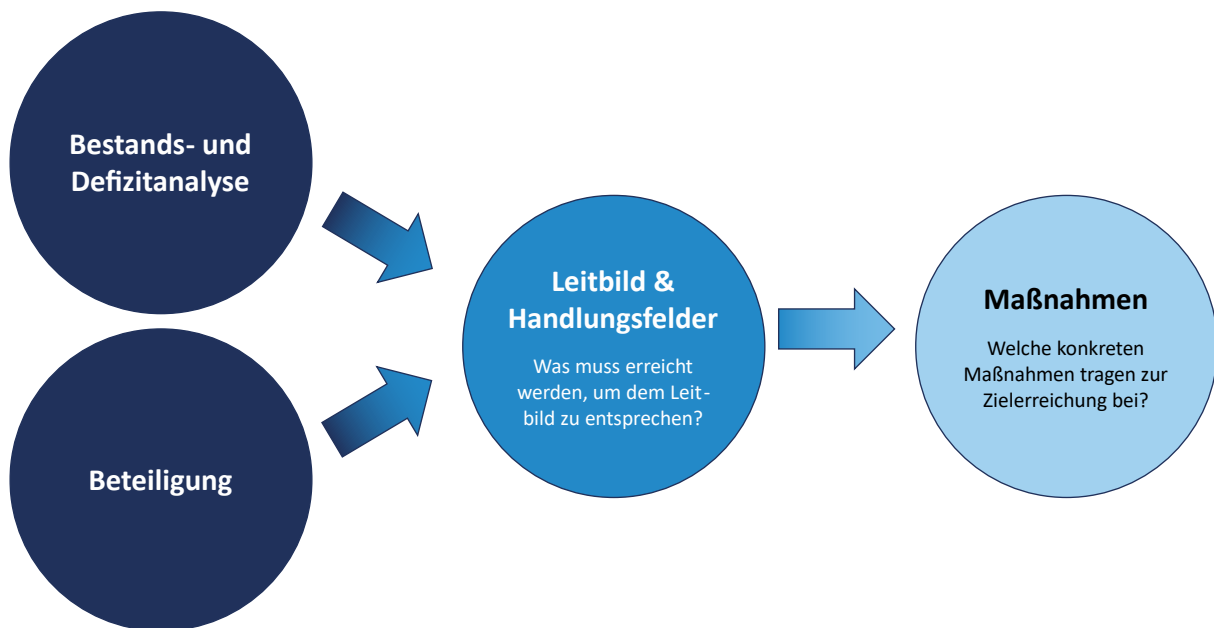 Bestands- und
Defizitanalyse
Beteiligung
Leitbild &
Handlungsfelder
Was muss erreicht
werden, um dem Leit-
bild zu entsprechen?
Maßnahmen
Welche konkreten
Maßnahmen tragen zur
Zielerreichung bei?